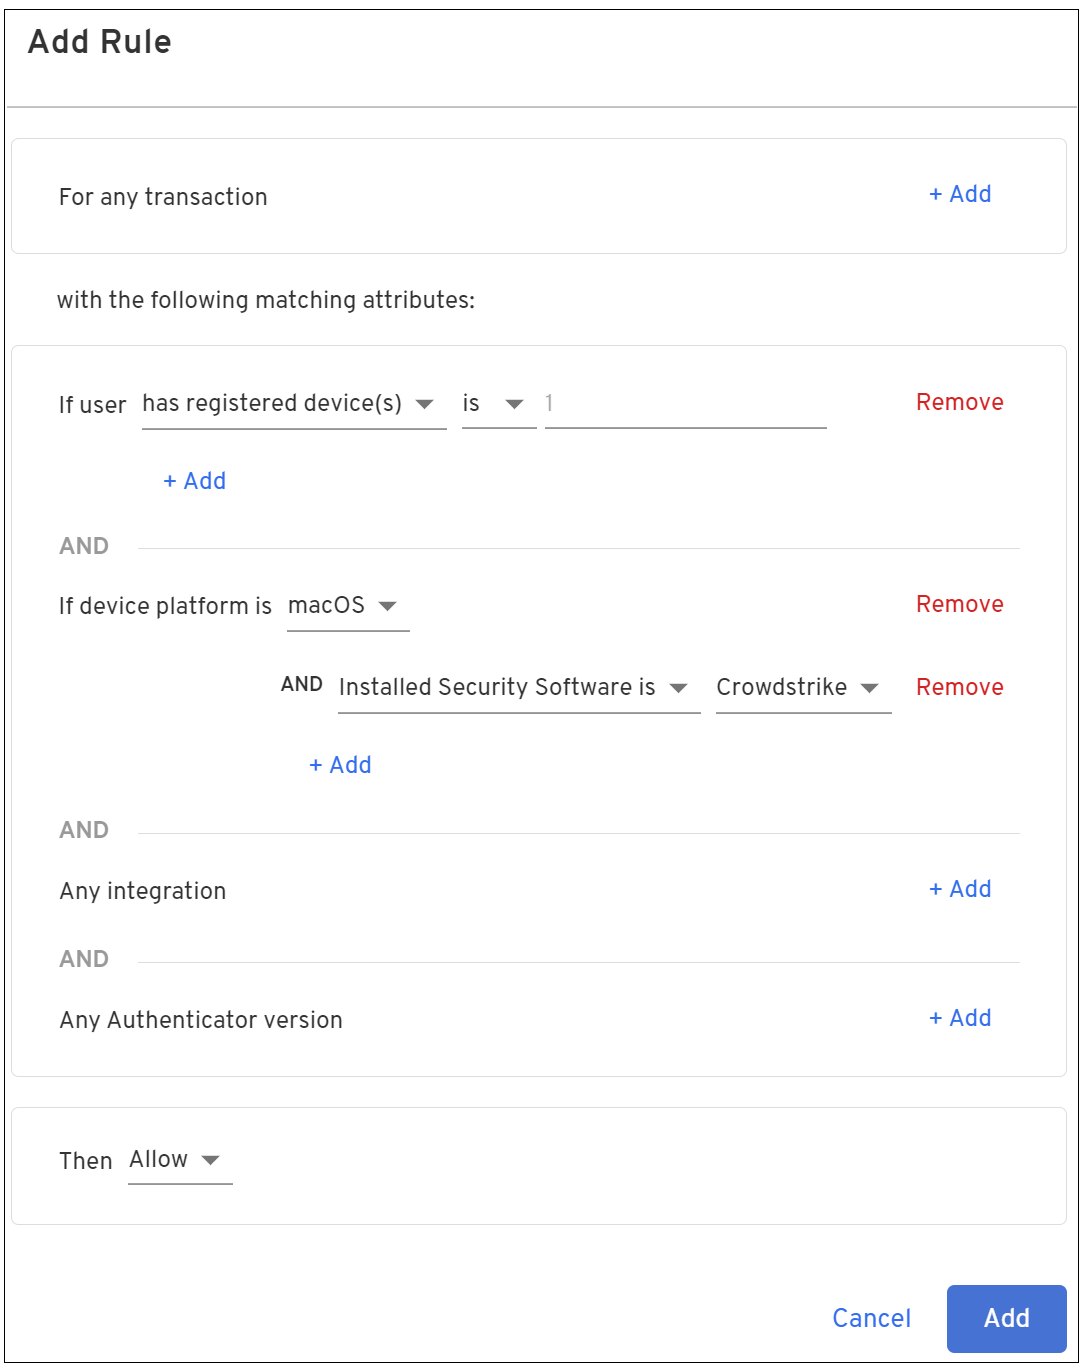 Add Rule
For any transaction + Add
with the following matching attributes:
If user has registered device(s) is 1 Remove
+ Add
AND
If device platform is macOS Remove
AND Installed Security Software is Crowdstrike Remove
+ Add
AND
Any integration + Add
AND
Any Authenticator version + Add
Then Allow
Cancel Add